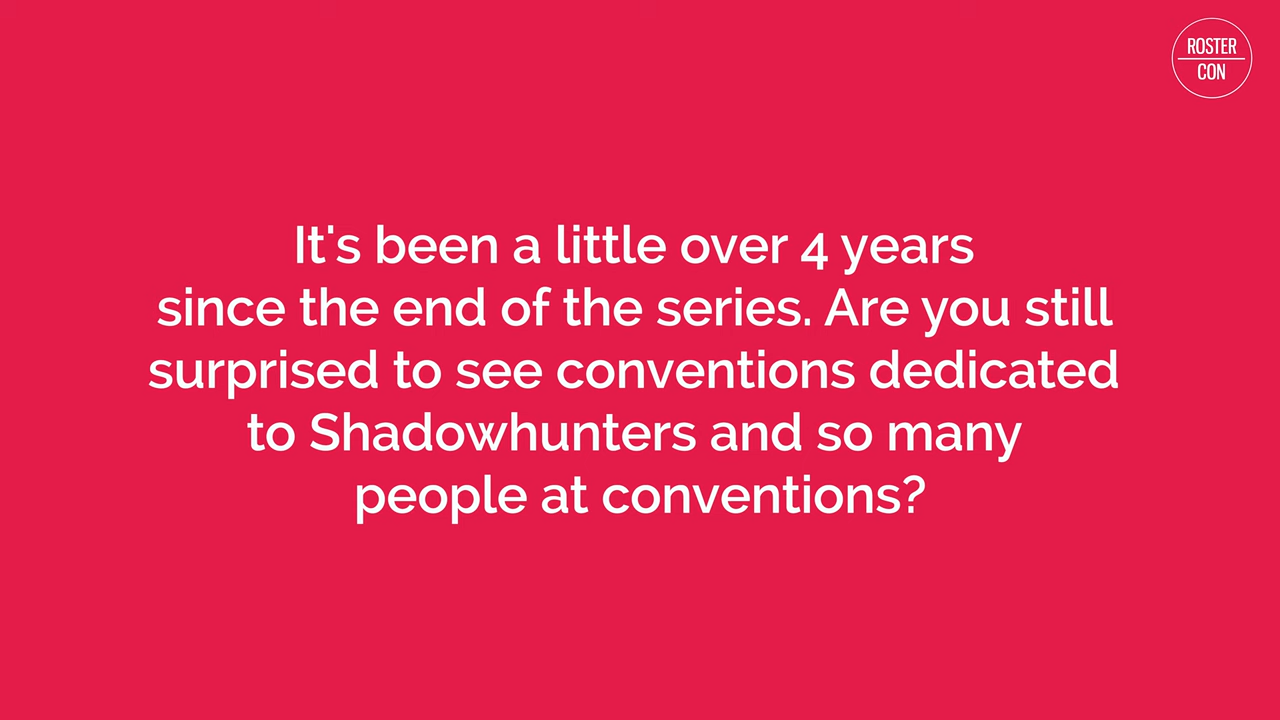 ROSTER
CON
It's been a little over 4 years
since the end of the series. Are you still
surprised to see conventions dedicated
to Shadowhunters and so many
people at conventions?